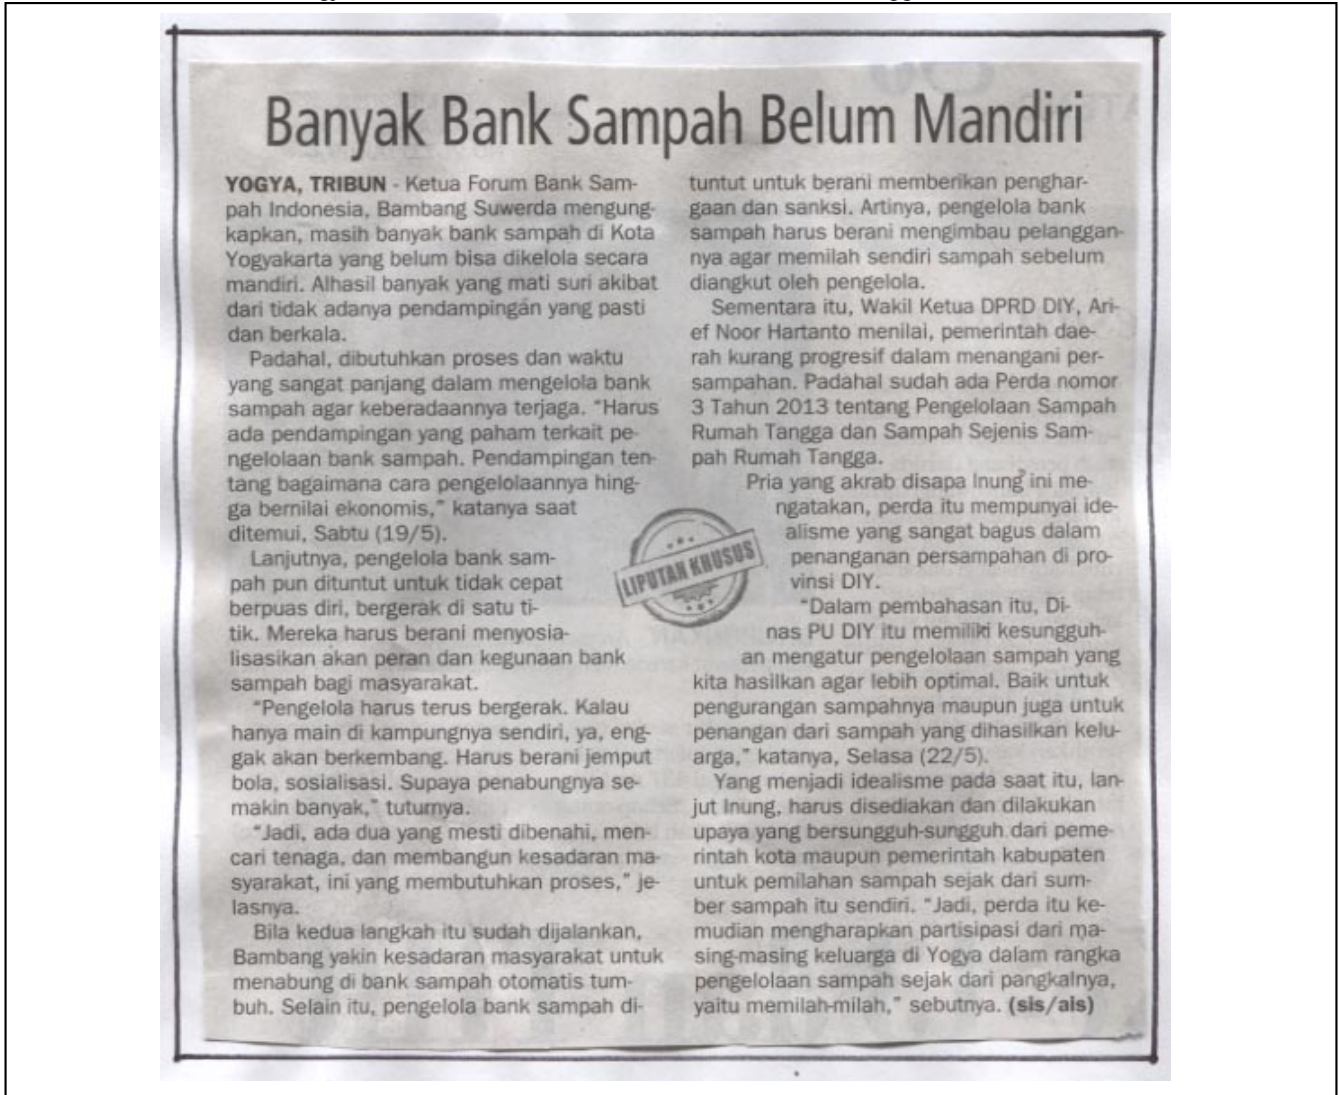 Banyak Bank Sampah Belum Mandiri
YOGYA, TRIBUN - Ketua Forum Bank Sam-
pah Indonesia, Bambang Suwerda mengung-
kapkan, masih banyak bank sampah di Kota
Yogyakarta yang belum bisa dikelola secara
mandiri. Alhasil banyak yang mati suri akibat
dari tidak adanya pendampingan yang pasti
dan berkala.
Padahal, dibutuhkan proses dan waktu
yang sangat panjang dalam mengelola bank
sampah agar keberadaannya terjaga. "Harus
ada pendampingan yang paham terkait pe-
ngelolaan bank sampah. Pendampingan ten-
tang bagaimana cara pengelolaannya hing-
ga bernilai ekonomis," katanya saat
ditemui, Sabtu (19/5).
Lanjutnya, pengelola bank sam-
pah pun dituntut untuk tidak cepat
berpuas diri, bergerak di satu ti-
tik. Mereka harus berani menyosia-
lisasikan akan peran dan kegunaan bank
sampah bagi masyarakat.
"Pengelola harus terus bergerak. Kalau
hanya main di kampungnya sendiri, ya, eng-
gak akan berkembang. Harus berani jemput
bola, sosialisasi. Supaya penabungnya se-
makin banyak," tuturnya.
"Jadi, ada dua yang mesti dibenahi, men-
cari tenaga, dan membangun kesadaran ma-
syarakat, ini yang membutuhkan proses," je-
lasnya.
Bila kedua langkah itu sudah dijalankan,
Bambang yakin kesadaran masyarakat untuk
menabung di bank sampah otomatis tum-
buh. Selain itu, pengelola bank sampah di-
tuntut untuk berani memberikan penghar-
gaan dan sanksi. Artinya, pengelola bank
sampah harus berani mengimbau pelanggan-
nya agar memilah sendiri sampah sebelum
diangkut oleh pengelola.
Sementara itu, Wakil Ketua DPRD DIY, Ari-
ef Noor Hartanto menilai, pemerintah dae-
rah kurang progresif dalam menangani per-
sampahan. Padahal sudah ada Perda nomor
3 Tahun 2013 tentang Pengelolaan Sampah
Rumah Tangga dan Sampah Sejenis Sam-
pah Rumah Tangga.
Pria yang akrab disapa Inung ini me-
ngatakan, perda itu mempunyai ide-
alisme yang sangat bagus dalam
penanganan persampahan di pro-
vinsi DIY.
"Dalam pembahasan itu, Di-
nas PU DIY itu memiliki kesungguh-
an mengatur pengelolaan sampah yang
kita hasilkan agar lebih optimal. Baik untuk
pengurangan sampahnya maupun juga untuk
penangan dari sampah yang dihasilkan kelu-
arga," katanya, Selasa (22/5).
Yang menjadi idealisme pada saat itu, lan-
jut Inung, harus disediakan dan dilakukan
upaya yang bersungguh-sungguh dari peme-
rintah kota maupun pemerintah kabupaten
untuk pemilahan sampah sejak dari sum-
ber sampah itu sendiri. "Jadi, perda itu ke-
mudian mengharapkan partisipasi dari ma-
sing-masing keluarga di Yogya dalam rangka
pengelolaan sampah sejak dari pangkalnya,
yaitu memilah-milah," sebutnya. (sis/ais)
LIPUTAN KHUSUS